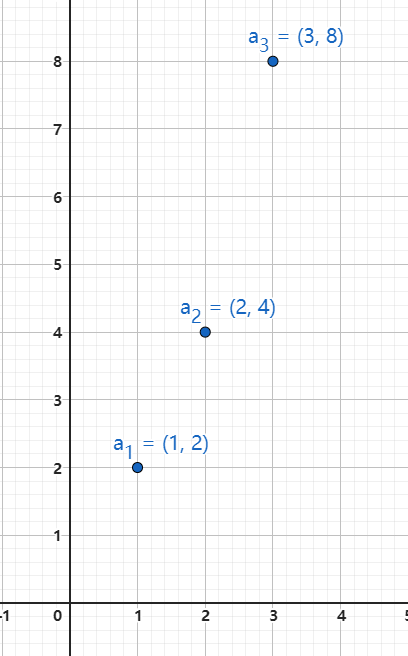 a3 = (3, 8)
8
7
6
5
a2 = (2, 4)
4
3
a1 = (1, 2)
2
1
-1 0 1 2 3 4 5